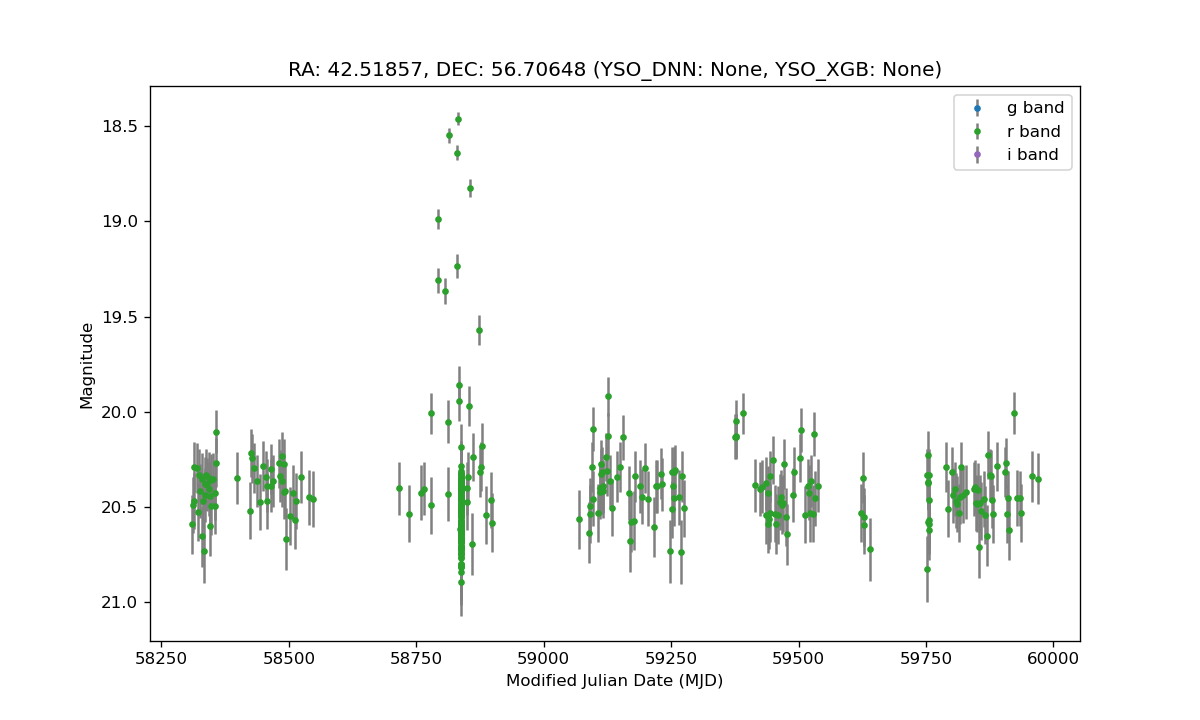 RA: 42.51857, DEC: 56.70648 (YSO_DNN: None, YSO_XGB: None)
g band
r band
i band
18.5
19.0
19.5
20.0
20.5
21.0
Magnitude
58250 58500 58750 59000 59250 59500 59750 60000
Modified Julian Date (MJD)